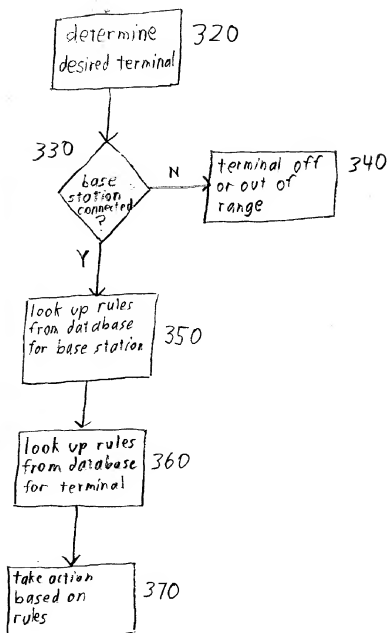 determine
desired terminal
320
330
base
station
connected
?
N
terminal off
or out of
range
340
Y
look up rules
from database
for base station
350
look up rules
from database
for terminal
360
take action
based on
rules
370